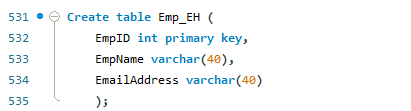 531 Create table Emp_EH (
532 EmpID int primary key,
533 EmpName varchar(40),
534 EmailAddress varchar(40)
535 );